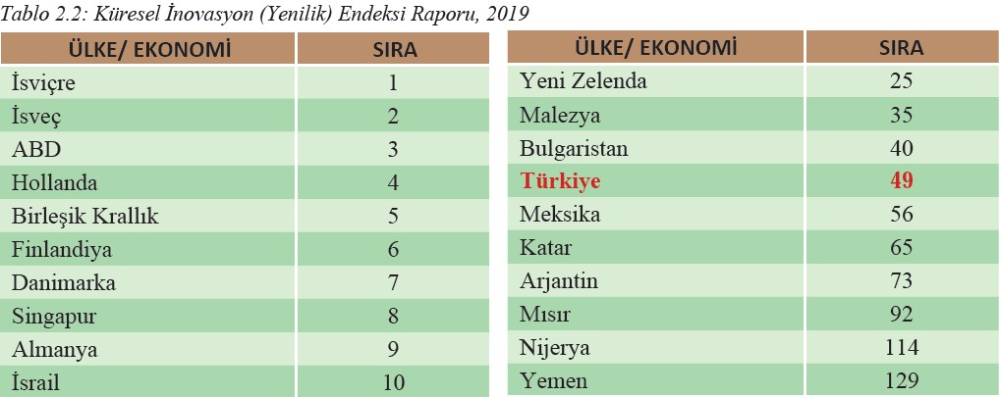 Tablo 2.2: Küresel İnovasyon (Yenilik) Endeksi Raporu, 2019
ÜLKE/ EKONOMİ SIRA
İsviçre 1
İsveç 2
ABD 3
Hollanda 4
Birleşik Krallık 5
Finlandiya 6
Danimarka 7
Singapur 8
Almanya 9
İsrail 10
ÜLKE/ EKONOMİ SIRA
Yeni Zelenda 25
Malezya 35
Bulgaristan 40
Türkiye 49
Meksika 56
Katar 65
Arjantin 73
Mısır 92
Nijerya 114
Yemen 129